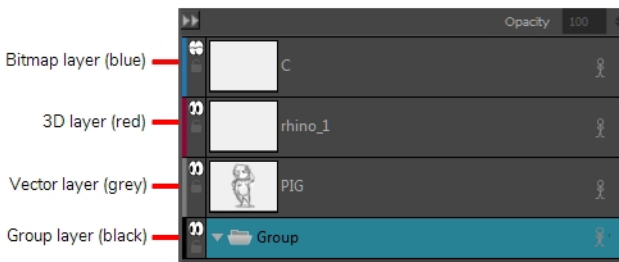 Opacity 100
Bitmap layer (blue) C
3D layer (red) rhino_1
Vector layer (grey) PIG
Group layer (black) Group